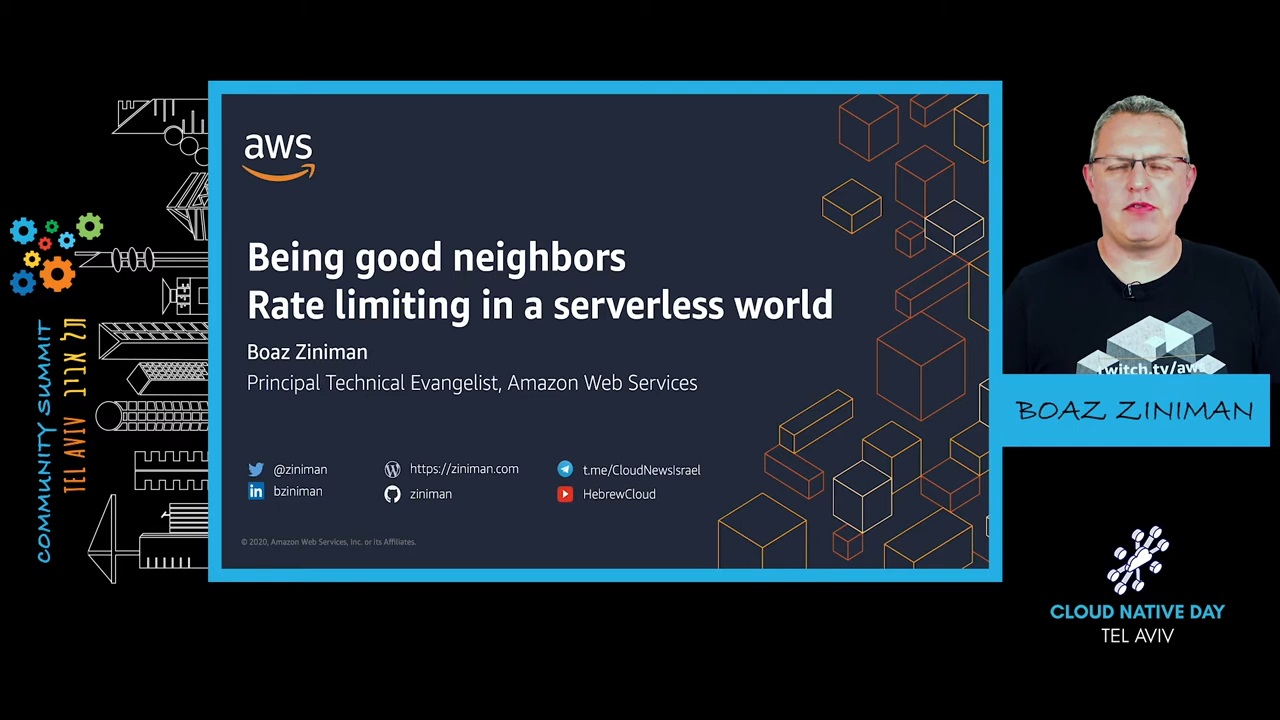 COMMUNITY SUMMIT
TEL AVIV תל אביב
aws
Being good neighbors
Rate limiting in a serverless world
Boaz Ziniman
Principal Technical Evangelist, Amazon Web Services
@ziniman
https://ziniman.com
t.me/CloudNewsIsrael
bziniman
ziniman
HebrewCloud
© 2020, Amazon Web Services, Inc. or its Affiliates.
twitch.tv/aws
BOAZ ZINIMAN
CLOUD NATIVE DAY
TEL AVIV